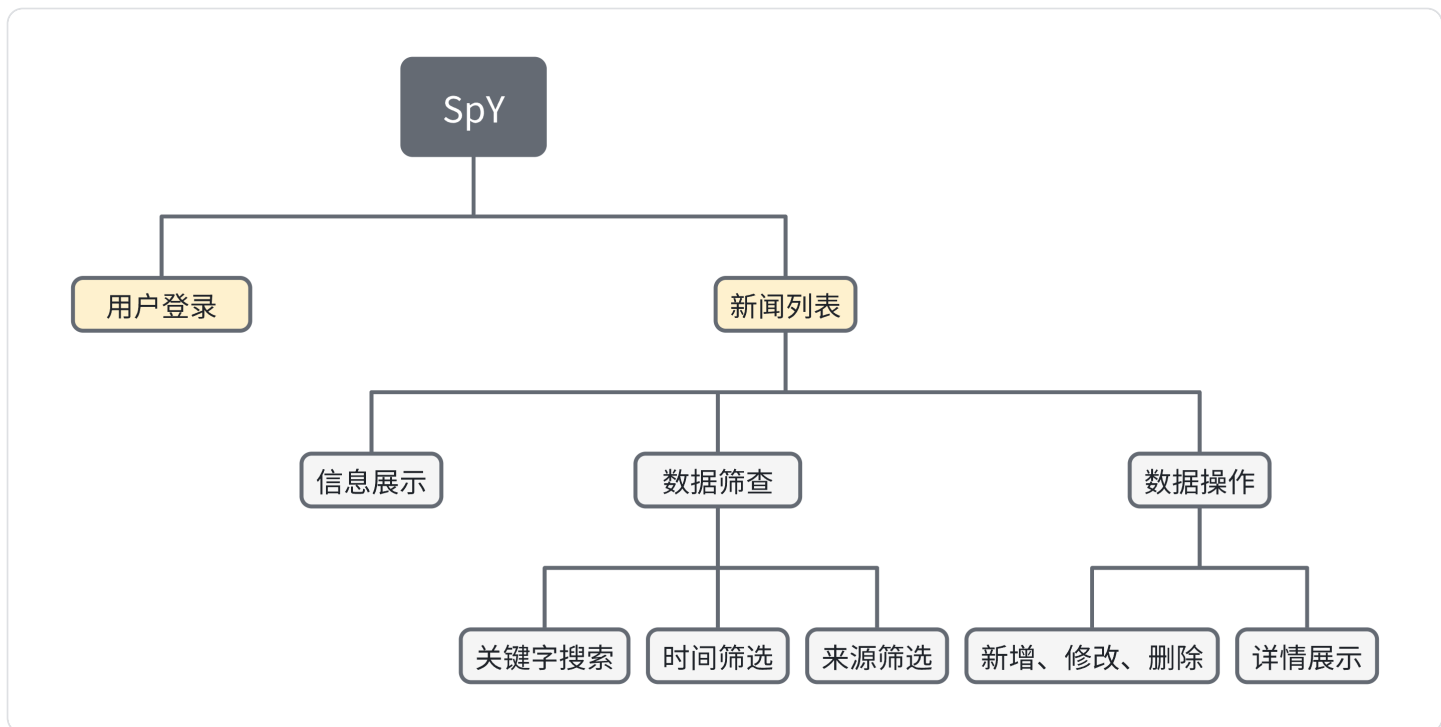 SpY
用户登录
新闻列表
信息展示
数据筛查
数据操作
关键字搜索
时间筛选
来源筛选
新增、修改、删除
详情展示